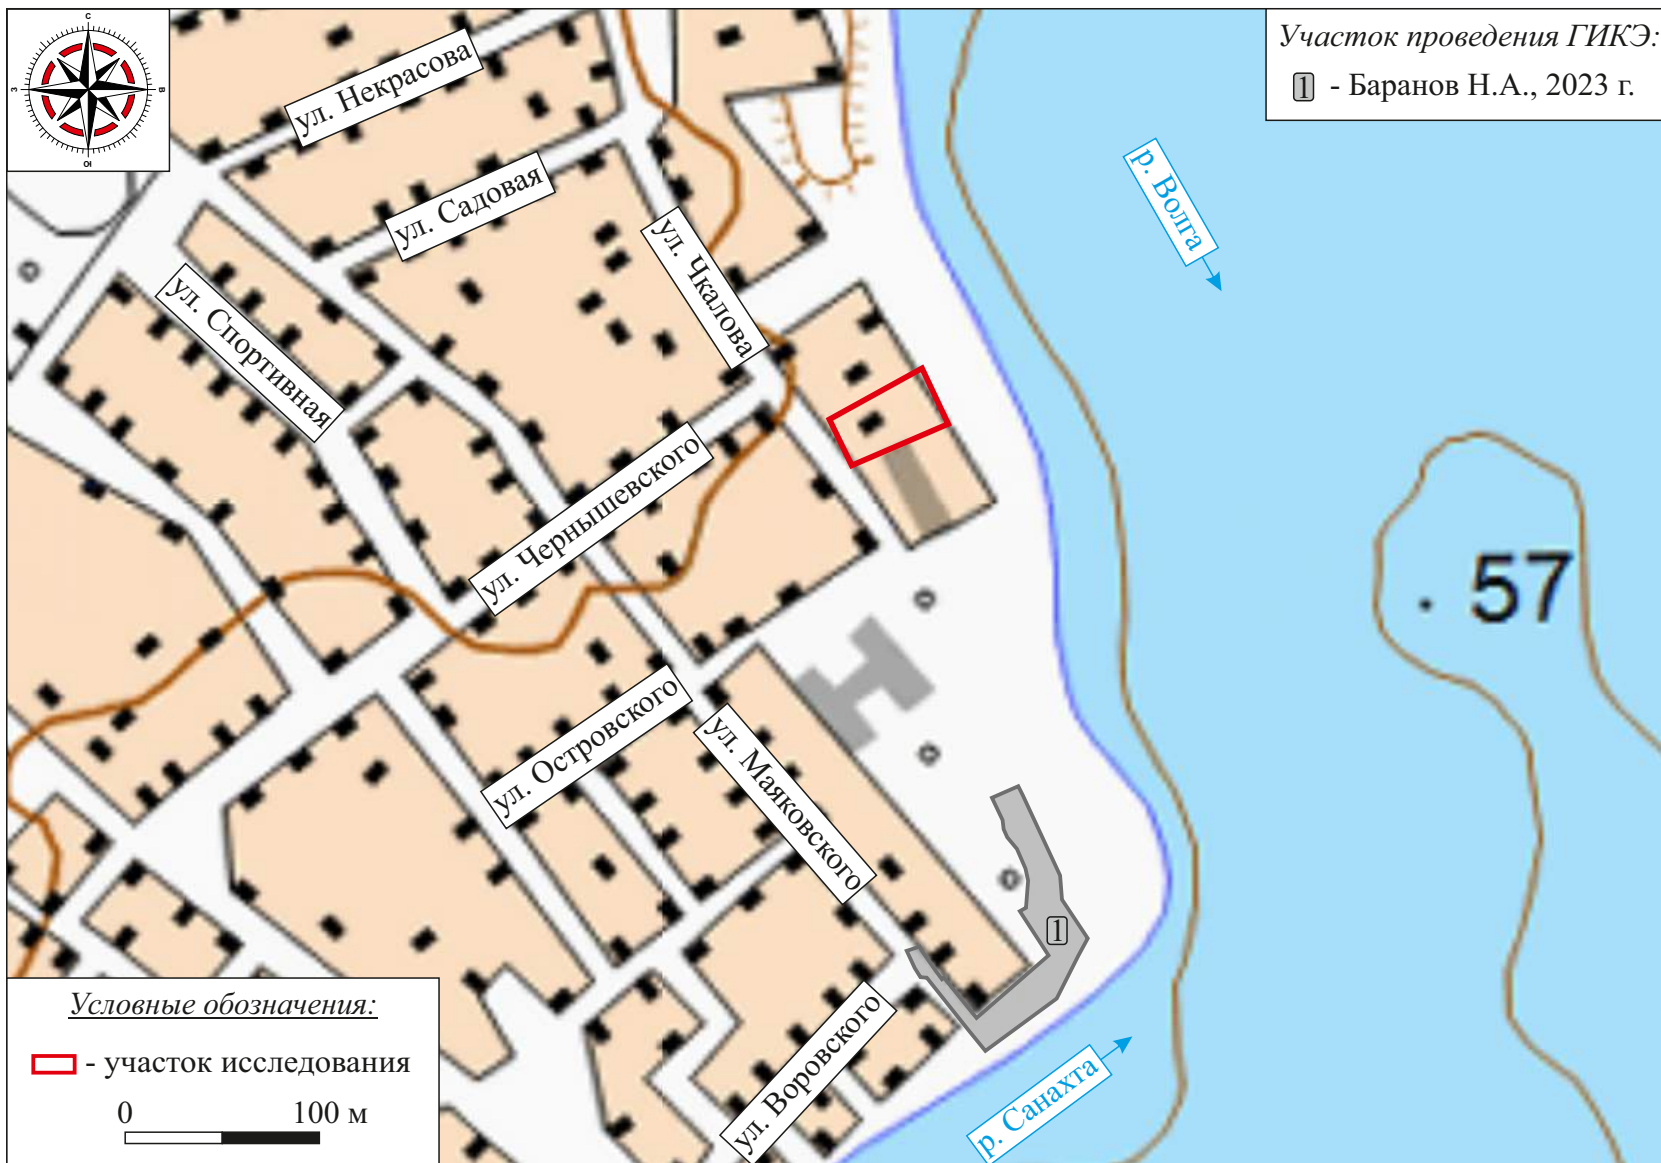 С
З
В
Ю
Участок проведения ГИКЭ:
1 - Баранов Н.А., 2023 г.
ул. Некрасова
ул. Садовая
ул. Чкалова
ул. Спортивная
ул. Чернышевского
ул. Островского
ул. Маяковского
ул. Воровского
р. Волга
р. Санахта
. 57
1
Условные обозначения:
- участок исследования
0 100 м